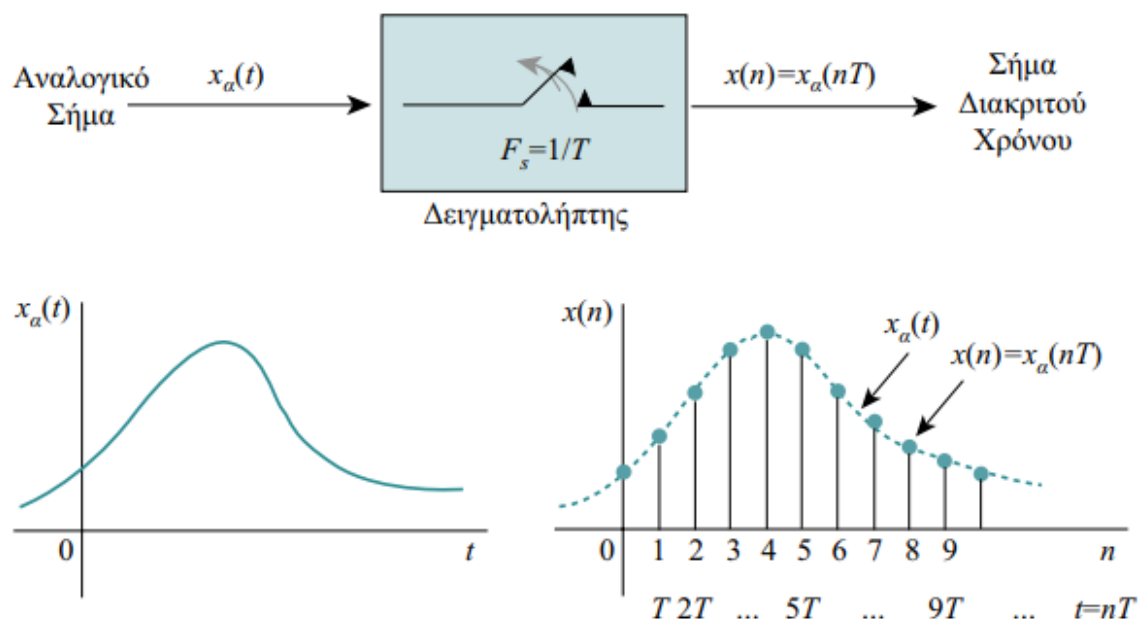 Αναλογικό
Σήμα
xα(t)
Fs=1/T
Δειγματολήπτης
x(n)=xα(nT)
Σήμα
Διακριτού
Χρόνου
xα(t)
0
t
x(n)
xα(t)
x(n)=xα(nT)
0 1 2 3 4 5 6 7 8 9 n
T 2T ... 5T ... 9T ... t=nT